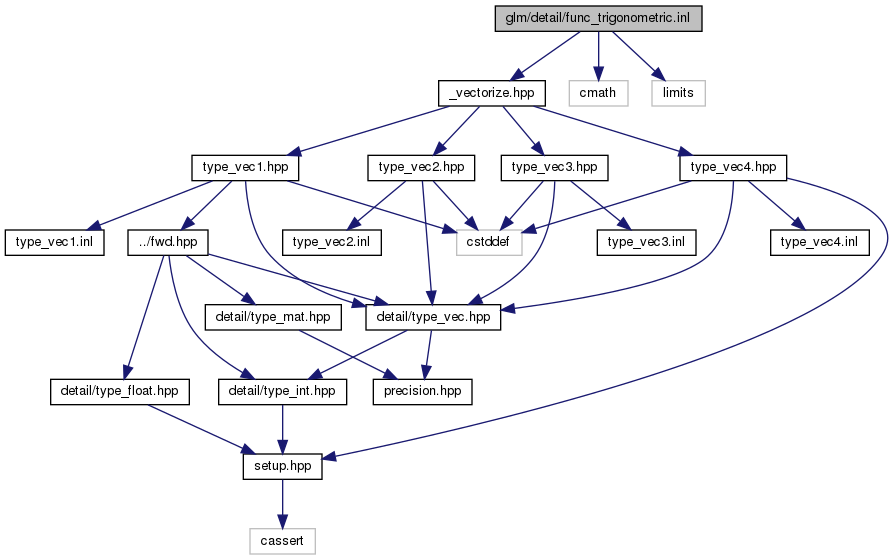 glm/detail/func_trigonometric.inl
_vectorize.hpp
cmath
limits
type_vec1.hpp
type_vec2.hpp
type_vec3.hpp
type_vec4.hpp
type_vec1.inl
../fwd.hpp
type_vec2.inl
cstddef
type_vec3.inl
type_vec4.inl
detail/type_mat.hpp
detail/type_vec.hpp
detail/type_float.hpp
detail/type_int.hpp
precision.hpp
setup.hpp
cassert